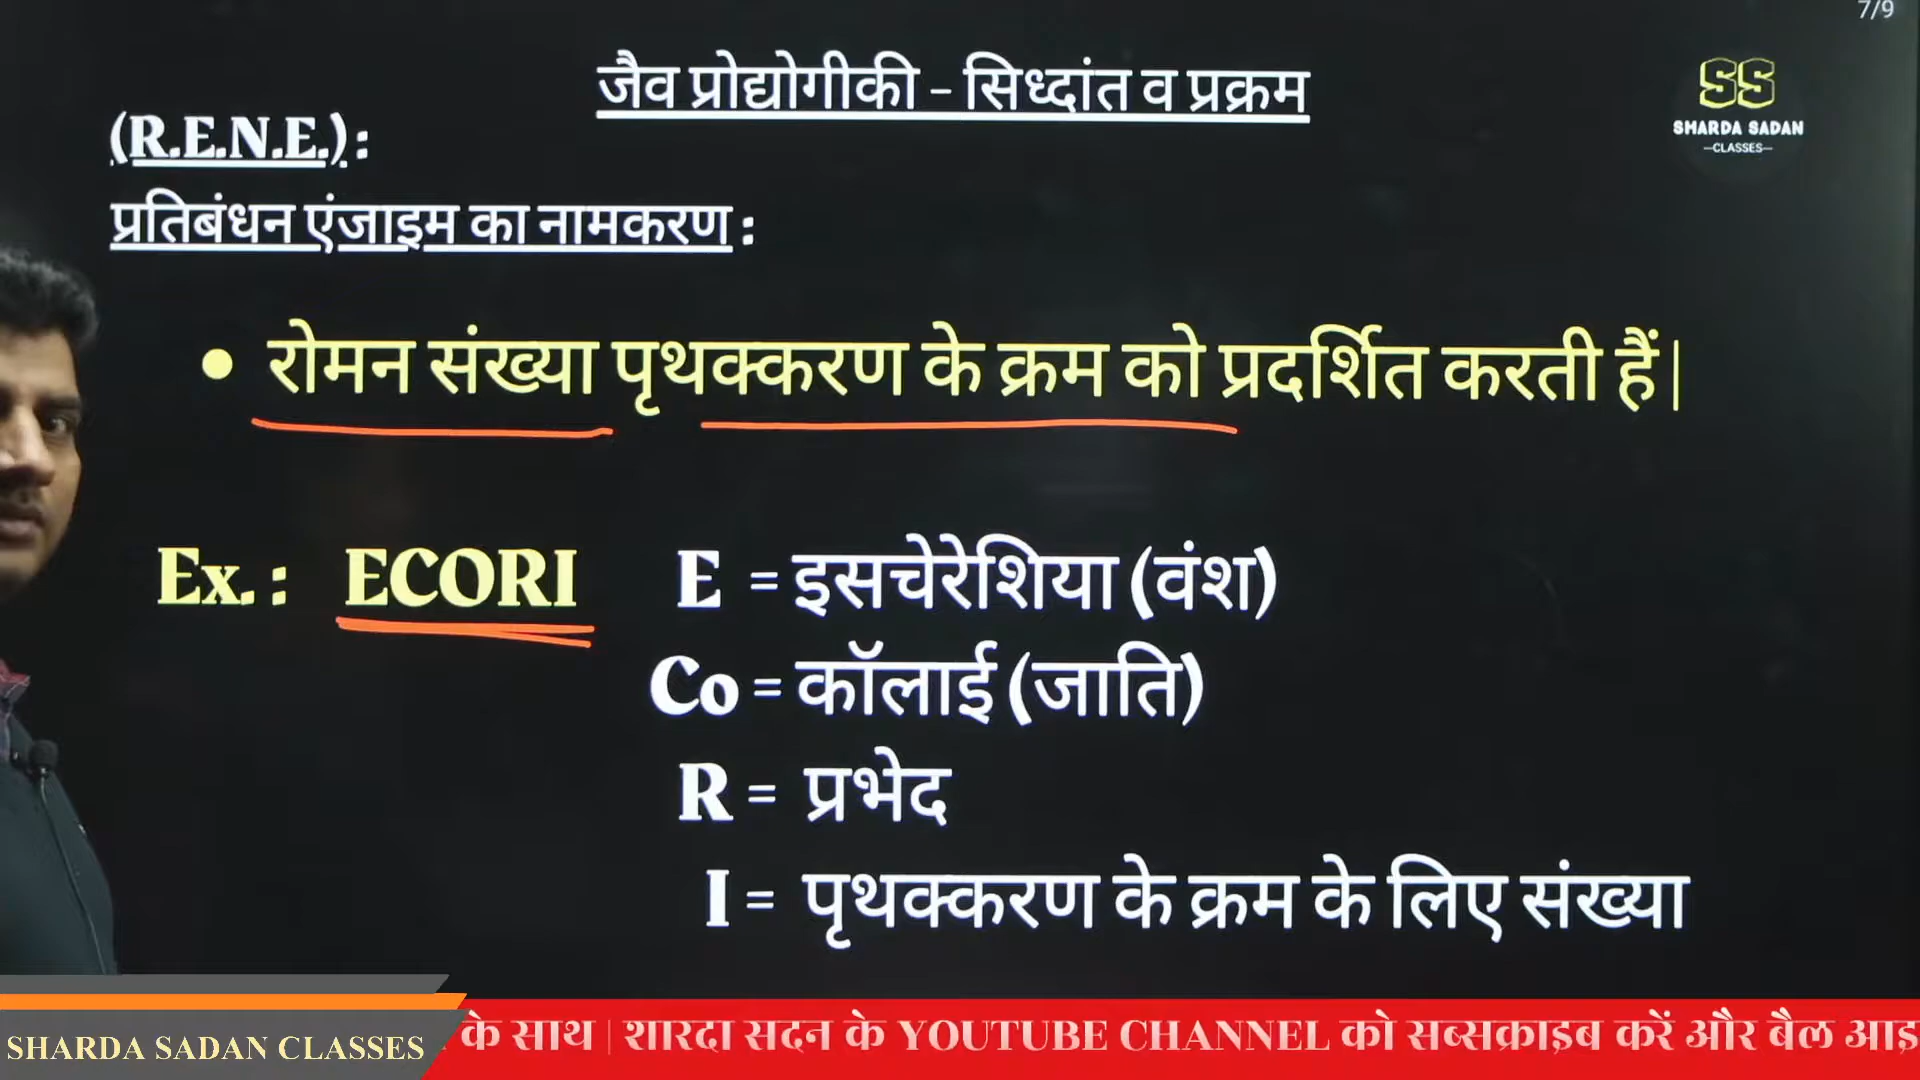 7/9
जैव प्रोद्योगीकी - सिध्दांत व प्रक्रम
SS
SHARDA SADAN
—CLASSES—
(R.E.N.E.) :
प्रतिबंधन एंजाइम का नामकरण :
• रोमन संख्या पृथक्करण के क्रम को प्रदर्शित करती हैं|
Ex. : ECORI E = इसचेरेशिया (वंश)
Co = कॉलाई (जाति)
R = प्रभेद
I = पृथक्करण के क्रम के लिए संख्या
SHARDA SADAN CLASSES
के साथ | शारदा सदन के YOUTUBE CHANNEL को सब्सक्राइब करें और बैल आइ